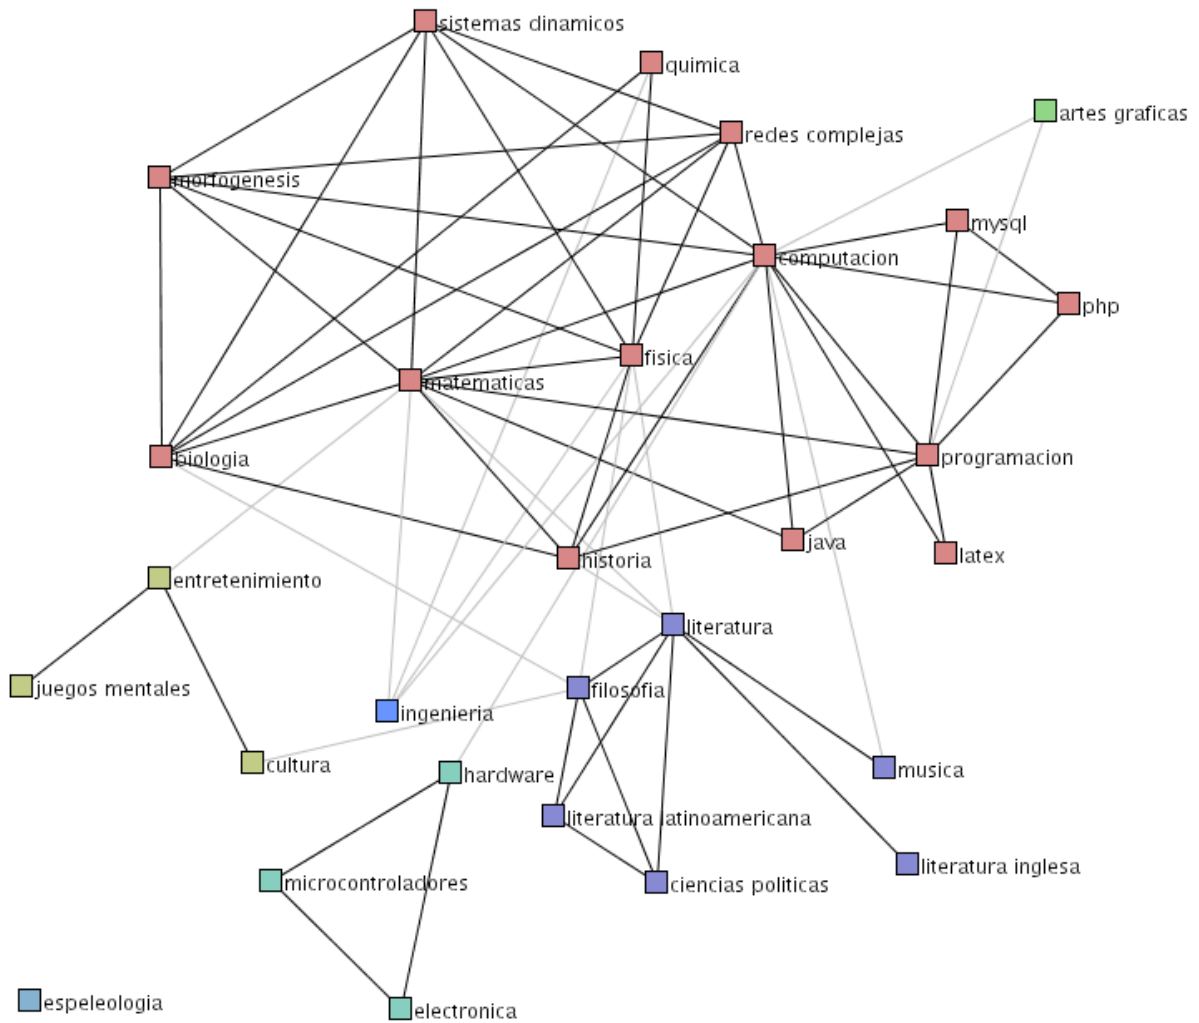 sistemas dinamicos
quimica
artes graficas
redes complejas
morfogenesis
mysql
computacion
php
fisica
matematicas
biologia
programacion
java
latex
historia
entretenimiento
literatura
juegos mentales
filosofia
ingenieria
cultura
musica
hardware
literatura latinoamericana
literatura inglesa
microcontroladores
ciencias politicas
espeleologia
electronica